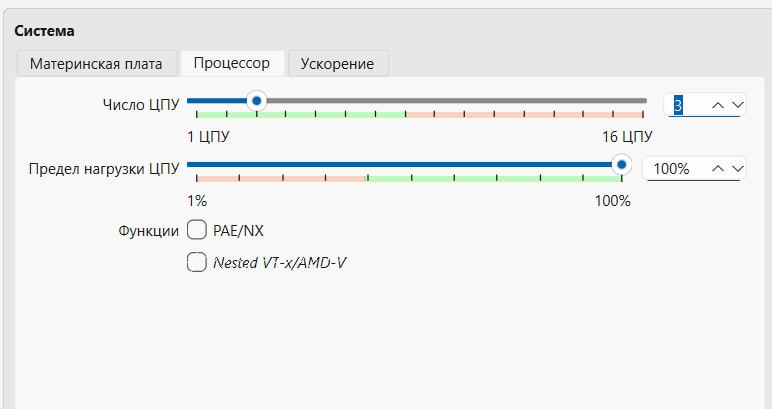 Система
Материнская плата Процессор Ускорение
Число ЦПУ 3
1 ЦПУ 16 ЦПУ
Предел нагрузки ЦПУ 100%
1% 100%
Функции PAE/NX
Nested VT-x/AMD-V